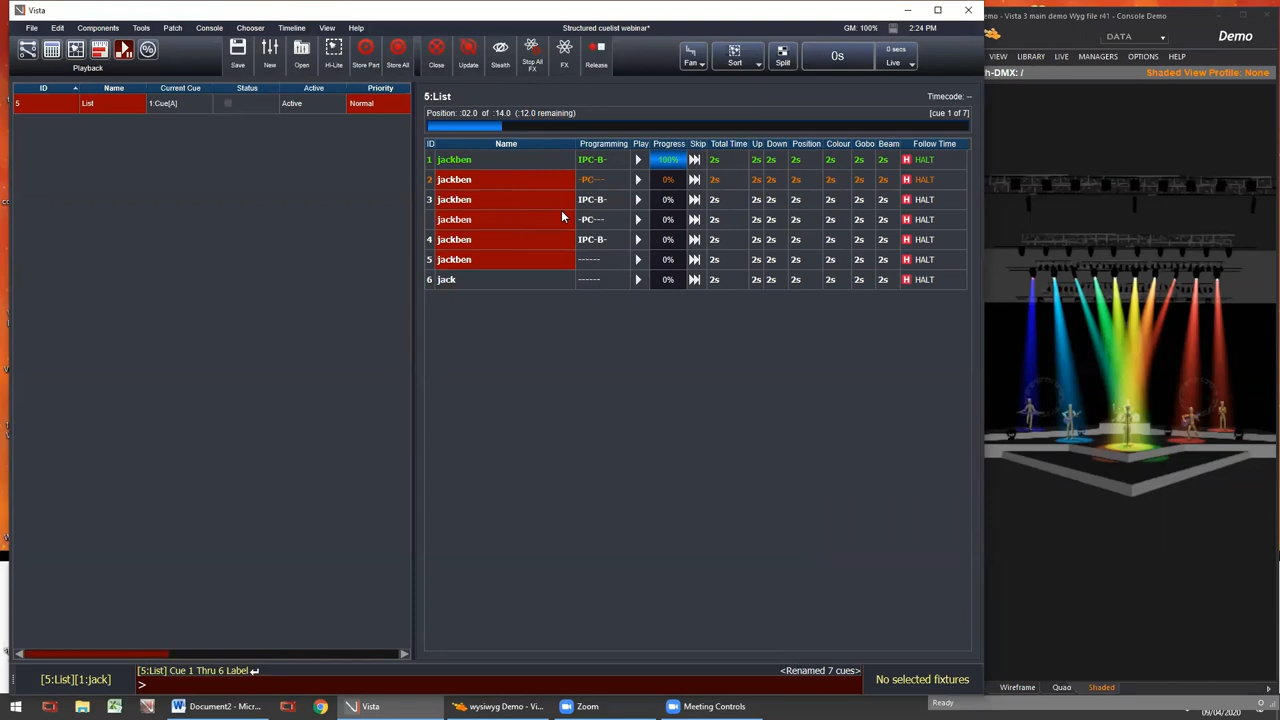 Vista
File Edit Components Tools Patch Console Chooser Timeline View Help
Structured cuelist webinar*
GM: 100% 2:24 PM
Playback
Save New Open Hi-Lite Store Part Store All Close Update Stealth Stop All FX FX Release
Fan Sort Split 0s 0 secs Live
ID Name Current Cue Status Active Priority
5 List 1:Cue[A] Active Normal
5:List
Timecode: --
Position: :02.0 of :14.0 (:12.0 remaining)
[cue 1 of 7]
ID Name Programming Play Progress Skip Total Time Up Down Position Colour Gobo Beam Follow Time
1 jackben IPC-B- 100% 2s 2s 2s 2s 2s 2s 2s H HALT
2 jackben -PC--- 0% 2s 2s 2s 2s 2s 2s 2s H HALT
3 jackben IPC-B- 0% 2s 2s 2s 2s 2s 2s 2s H HALT
jackben -PC--- 0% 2s 2s 2s 2s 2s 2s 2s H HALT
4 jackben IPC-B- 0% 2s 2s 2s 2s 2s 2s 2s H HALT
5 jackben ------ 0% 2s 2s 2s 2s 2s 2s 2s H HALT
6 jack ------ 0% 2s 2s 2s 2s 2s 2s 2s H HALT
[5:List][1:jack]
[5:List] Cue 1 Thru 6 Label
<Renamed 7 cues>
>
No selected fixtures
emo - Vista 3 main demo Wyg file r41 - Console Demo
DATA
Demo
VIEW LIBRARY LIVE MANAGERS OPTIONS HELP
h-DMX: /
Shaded View Profile: None
Wireframe Quad Shaded
Ready
Document2 - Micr...
Vista
wysiwyg Demo - Vi...
Zoom
Meeting Controls
09/04/2020